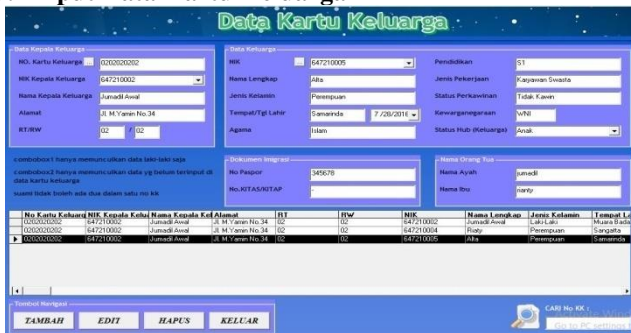 Data Kartu Keluarga
Data Kepala Keluarga
NO. Kartu Keluarga ... 0202020202
NIK Kepala Keluarga 647210002
Nama Kepala Keluarga Jumadil Awal
Alamat Jl. M.Yamin No.34
RT/RW 02 / 02
Data Keluarga
NIK ... 647210005
Nama Lengkap Alta
Jenis Kelamin Perempuan
Tempat/Tgl Lahir Samarinda 7 /28/2016
Agama Islam
Pendidikan S1
Jenis Pekerjaan Karyawan Swasta
Status Perkawinan Tidak Kawin
Kewarganegaraan WNI
Status Hub (Keluarga) Anak
combobox1 hanya memunculkan data laki-laki saja
combobox2 hanya memunculkan data yg belum terinput di
data kartu keluarga
suami tidak boleh ada dua dalam satu no kk
Dokumen Imigrasi
No Paspor 345678
No.KITAS/KITAP -
Nama Orang Tua
Nama Ayah jumadil
Nama Ibu rianty
No Kartu Keluarg NIK Kepala Kelu Nama Kepala Kel Alamat RT RW NIK Nama Lengkap Jenis Kelamin Tempat La
0202020202 647210002 Jumadil Awal Jl. M.Yamin No.34 02 02 647210002 Jumadil Awal Laki-Laki Muara Bada
0202020202 647210002 Jumadil Awal Jl. M.Yamin No.34 02 02 647210004 Riaty Perempuan Sangatta
0202020202 647210002 Jumadil Awal Jl. M.Yamin No.34 02 02 647210005 Alta Perempuan Samarinda
Tombol Navigasi
TAMBAH EDIT HAPUS KELUAR
CARI No KK :
Go to PC settings